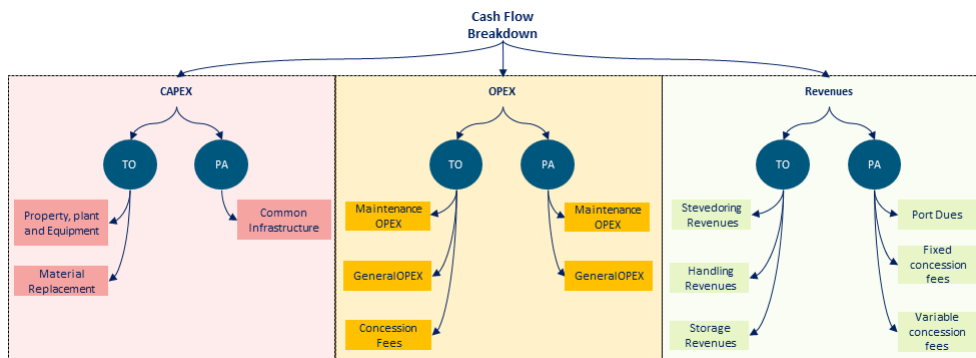 Cash Flow
Breakdown
CAPEX
OPEX
Revenues
TO
PA
TO
PA
TO
PA
Property, plant
and Equipment
Common
Infrastructure
Material
Replacement
Maintenance
OPEX
Maintenance
OPEX
GeneralOPEX
GeneralOPEX
Concession
Fees
Stevedoring
Revenues
Port Dues
Handling
Revenues
Fixed
concession
fees
Storage
Revenues
Variable
concession
fees